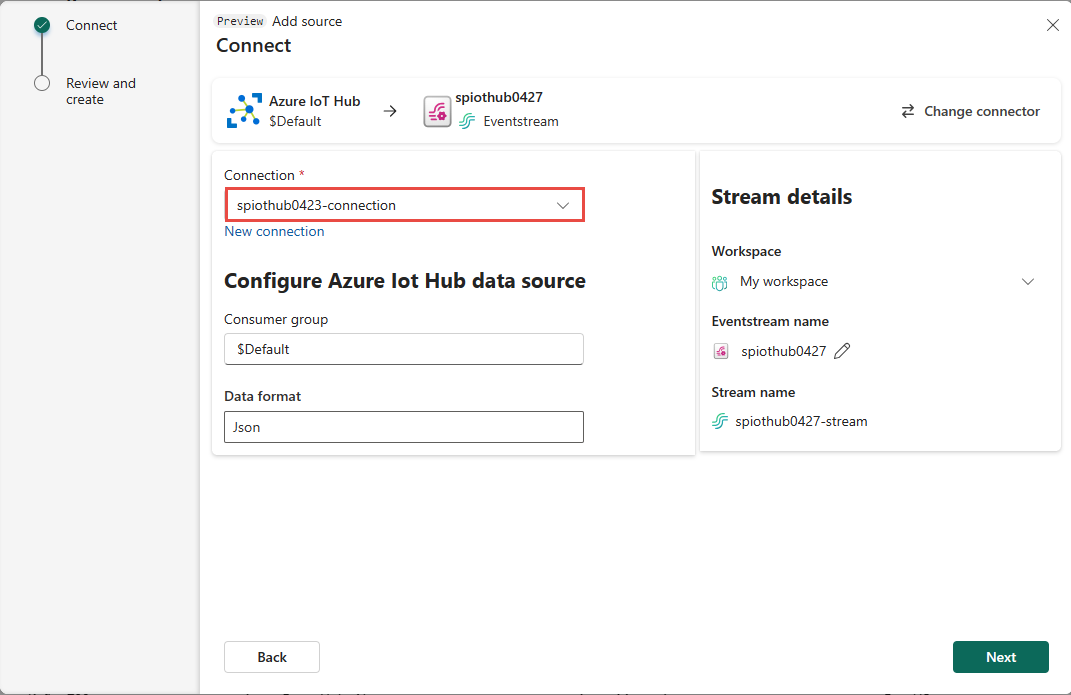 Connect
Review and
create
Preview Add source
Connect
Azure IoT Hub
$Default
spiothub0427
Eventstream
Change connector
Connection *
spiothub0423-connection
New connection
Configure Azure Iot Hub data source
Consumer group
$Default
Data format
Json
Stream details
Workspace
My workspace
Eventstream name
spiothub0427
Stream name
spiothub0427-stream
Back
Next